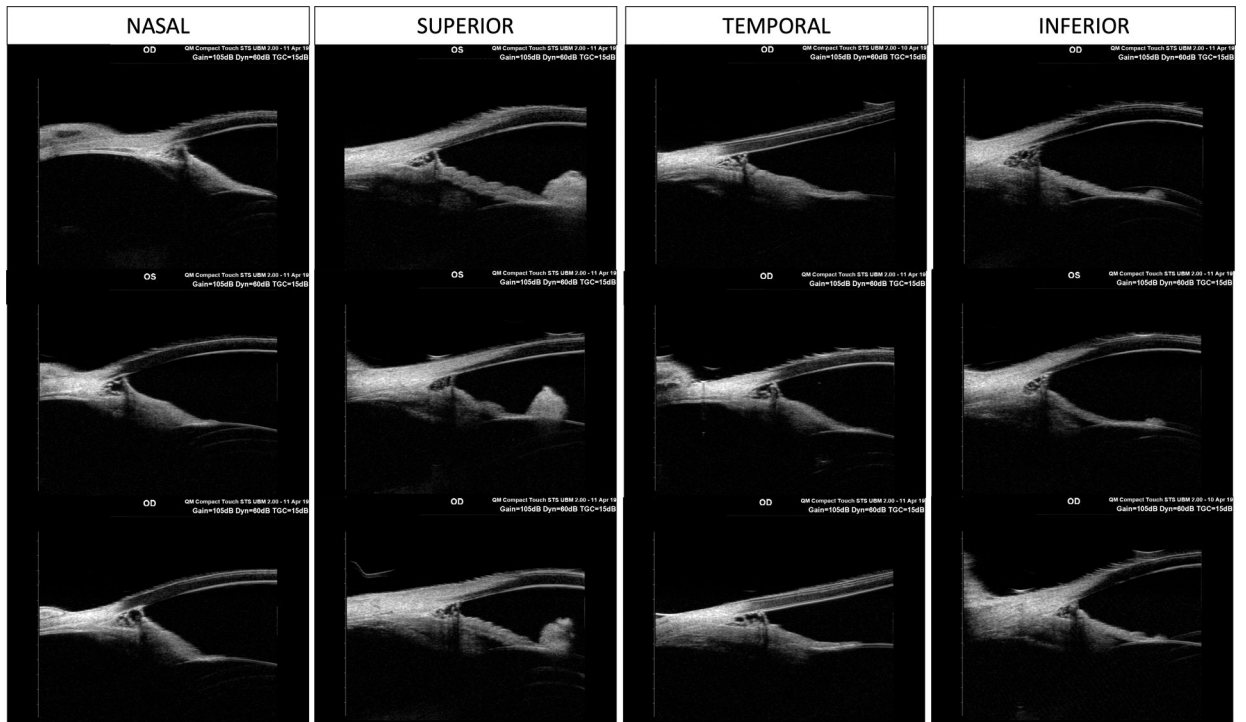 NASAL
SUPERIOR
TEMPORAL
INFERIOR
OD
QM Compact Touch STS UBM 2.00 - 11 Apr 19
Gain=105dB Dyn=60dB TGC=15dB
OS
QM Compact Touch STS UBM 2.00 - 11 Apr 19
Gain=105dB Dyn=60dB TGC=15dB
OD
QM Compact Touch STS UBM 2.00 - 10 Apr 19
Gain=105dB Dyn=60dB TGC=15dB
OD
QM Compact Touch STS UBM 2.00 - 11 Apr 19
Gain=105dB Dyn=60dB TGC=15dB
OS
QM Compact Touch STS UBM 2.00 - 11 Apr 19
Gain=105dB Dyn=60dB TGC=15dB
OS
QM Compact Touch STS UBM 2.00 - 11 Apr 19
Gain=105dB Dyn=60dB TGC=15dB
OD
QM Compact Touch STS UBM 2.00 - 11 Apr 19
Gain=105dB Dyn=60dB TGC=15dB
OS
QM Compact Touch STS UBM 2.00 - 11 Apr 19
Gain=105dB Dyn=60dB TGC=15dB
OD
QM Compact Touch STS UBM 2.00 - 11 Apr 19
Gain=105dB Dyn=60dB TGC=15dB
OD
QM Compact Touch STS UBM 2.00 - 11 Apr 19
Gain=105dB Dyn=60dB TGC=15dB
OD
QM Compact Touch STS UBM 2.00 - 11 Apr 19
Gain=105dB Dyn=60dB TGC=15dB
OD
QM Compact Touch STS UBM 2.00 - 10 Apr 19
Gain=105dB Dyn=60dB TGC=15dB